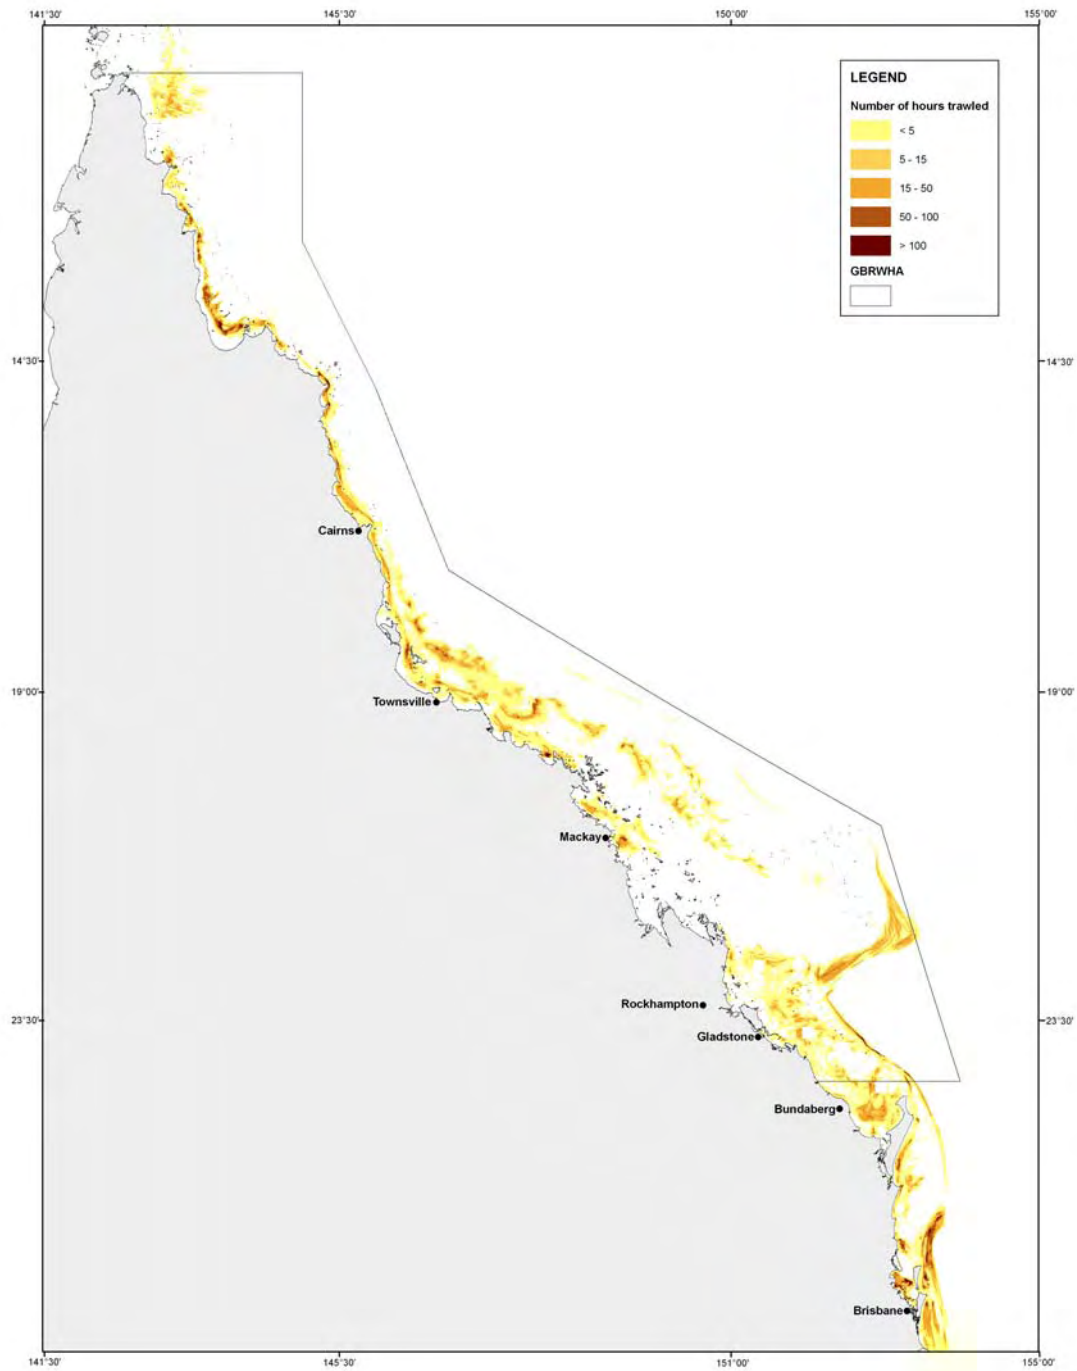 141°30'
145°30'
150°00'
155°00'
LEGEND
Number of hours trawled
< 5
5 - 15
15 - 50
50 - 100
> 100
GBRWHA
14°30'
14°30'
Cairns
19°00'
19°00'
Townsville
Mackay
Rockhampton
23°30'
23°30'
Gladstone
Bundaberg
Brisbane
141°30'
145°30'
151°00'
155°00'